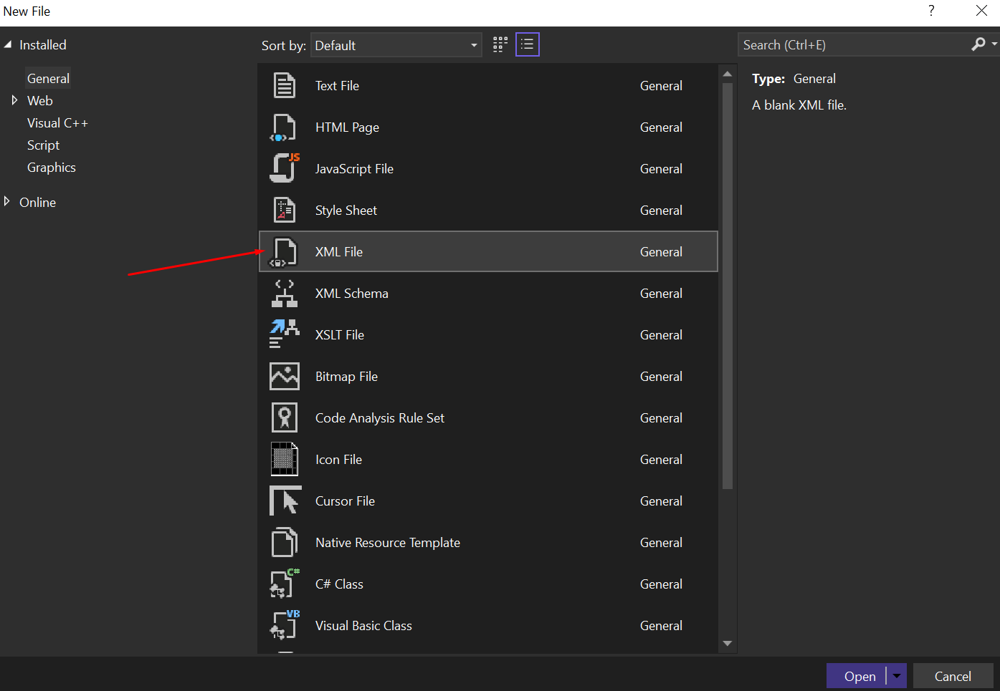 New File
?
Installed
General
Web
Visual C++
Script
Graphics
Online
Sort by: Default
Search (Ctrl+E)
Text File General
HTML Page General
JS
JavaScript File General
Style Sheet General
XML File General
XML Schema General
XSLT File General
Bitmap File General
Code Analysis Rule Set General
Icon File General
Cursor File General
Native Resource Template General
C#
C# Class General
VB
Visual Basic Class General
Type: General
A blank XML file.
Open
Cancel